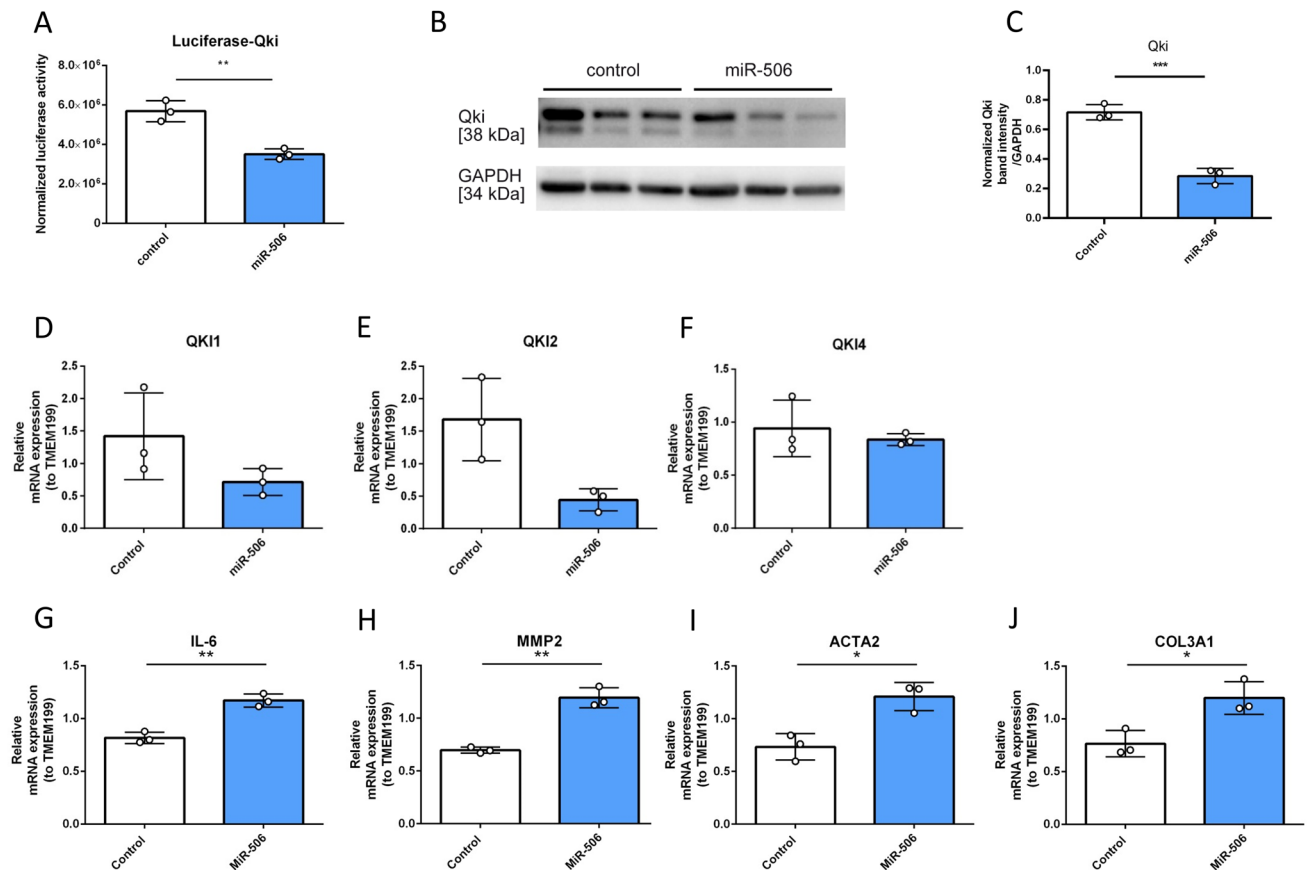 A
Luciferase-Qki
Normalized luciferase activity
8.0×10⁶
6.0×10⁶
4.0×10⁶
2.0×10⁶
0
**
control
miR-506
B
control
miR-506
Qki
[38 kDa]
GAPDH
[34 kDa]
C
Qki
Normalized Qki
band intensity
/GAPDH
1.0
0.8
0.6
0.4
0.2
0.0
***
Control
miR-506
D
QKI1
Relative
mRNA expression
(to TMEM199)
2.5
2.0
1.5
1.0
0.5
0.0
Control
miR-506
E
QKI2
Relative
mRNA expression
(to TMEM199)
2.5
2.0
1.5
1.0
0.5
0.0
Control
miR-506
F
QKI4
Relative
mRNA expression
(to TMEM199)
1.5
1.0
0.5
0.0
Control
miR-506
G
IL-6
Relative
mRNA expression
(to TMEM199)
1.5
1.0
0.5
0.0
**
Control
MiR-506
H
MMP2
Relative
mRNA expression
(to TMEM199)
1.5
1.0
0.5
0.0
**
Control
MiR-506
I
ACTA2
Relative
mRNA expression
(to TMEM199)
1.5
1.0
0.5
0.0
*
Control
MiR-506
J
COL3A1
Relative
mRNA expression
(to TMEM199)
1.5
1.0
0.5
0.0
*
Control
MiR-506